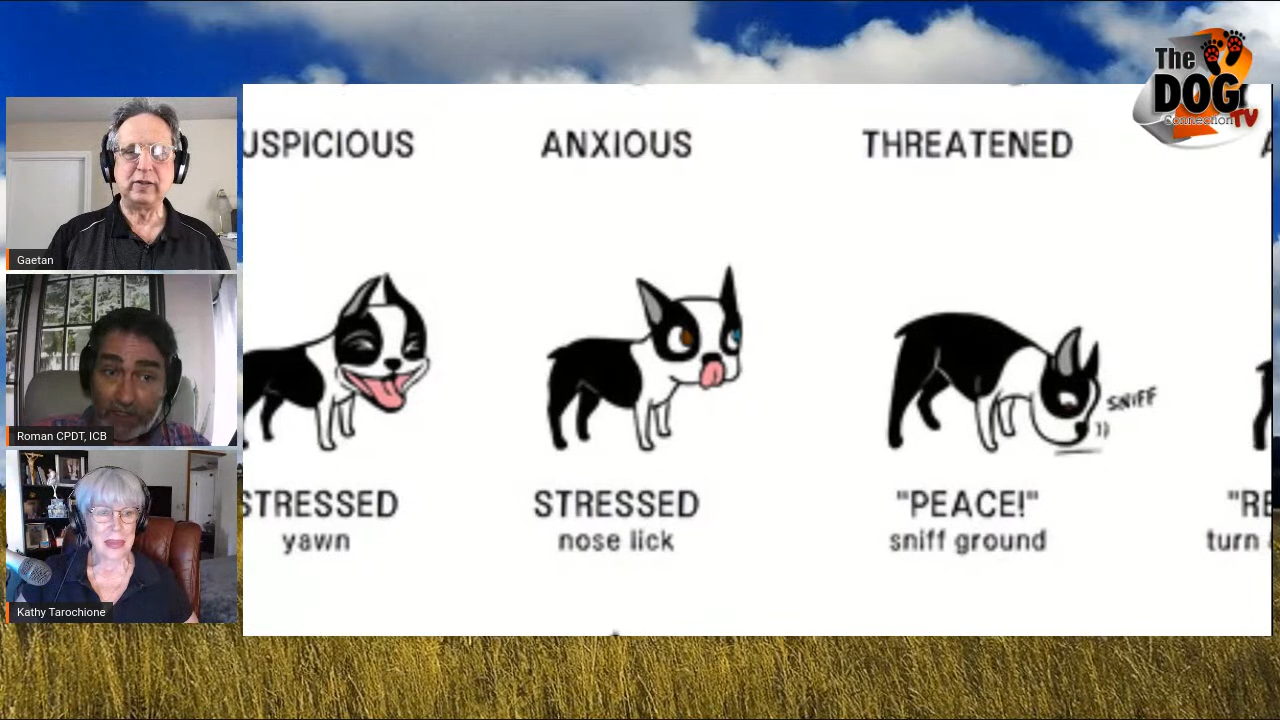 The
DOG
Connection TV
USPICIOUS ANXIOUS THREATENED
Gaetan
SNIFF
Roman CPDT, ICB
STRESSED STRESSED "PEACE!" "RE
yawn nose lick sniff ground turn
Kathy Tarochione